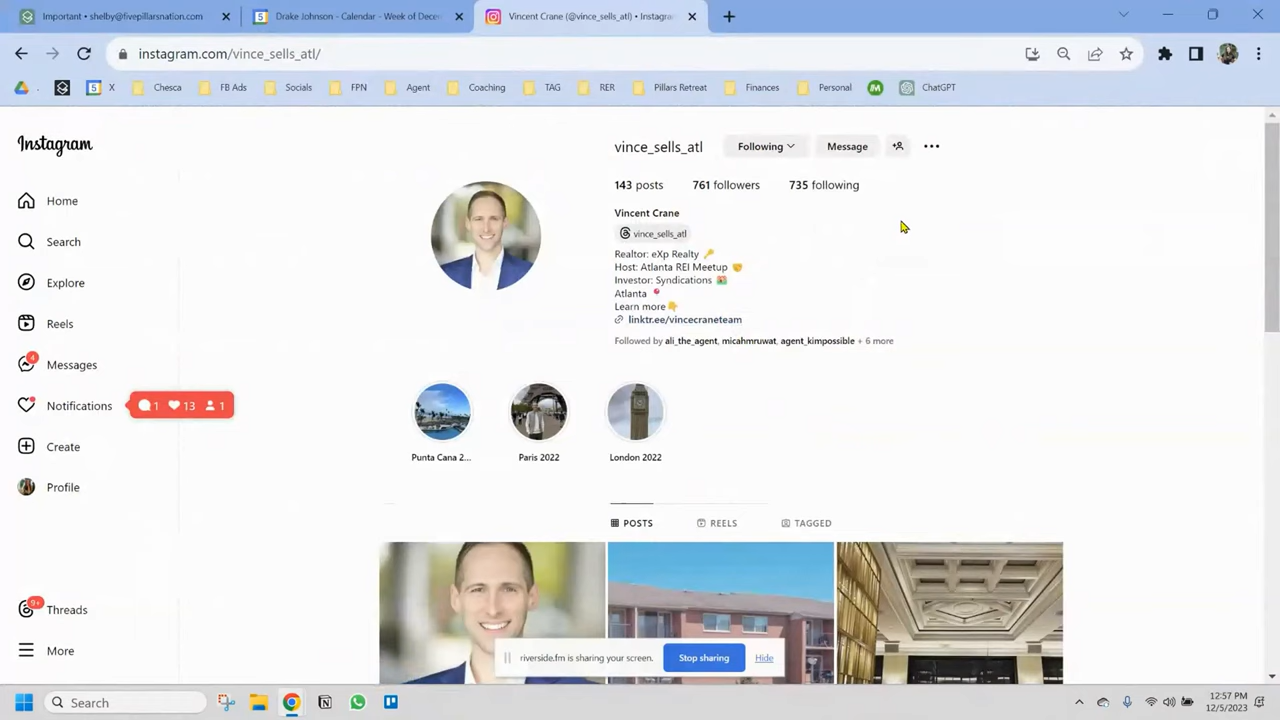 Important • shelby@fivepillarsnation.com
Drake Johnson - Calendar - Week of Dece
Vincent Crane (@vince_sells_atl) • Instagram
instagram.com/vince_sells_atl/
X
Chesca
FB Ads
Socials
FPN
Agent
Coaching
TAG
RER
Pillars Retreat
Finances
Personal
ChatGPT
Instagram
Home
Search
Explore
Reels
4
Messages
Notifications
1 13 1
Create
Profile
9+
Threads
More
vince_sells_atl
Following
Message
143 posts 761 followers 735 following
Vincent Crane
vince_sells_atl
Realtor: eXp Realty 🔑
Host: Atlanta REI Meetup 🤝
Investor: Syndications 🏘️
Atlanta 📍
Learn more👇
linktr.ee/vincecraneteam
Followed by ali_the_agent, micahmruwat, agent_kimpossible + 6 more
Punta Cana 2...
Paris 2022
London 2022
POSTS
REELS
TAGGED
riverside.fm is sharing your screen.
Stop sharing
Hide
Search
12:57 PM
12/5/2023